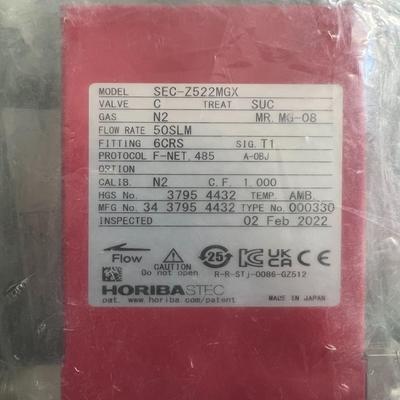 MODEL SEC-Z522MGX
VALVE C TREAT SUC
GAS N2 MR. MG-08
FLOW RATE 50SLM
FITTING 6CRS SIG. T1
PROTOCOL F-NET. 485 A-OBJ
OPTION
CALIB. N2 C.F. 1.000
HGS No. 3795 4432 TEMP. AMB.
MFG No. 34 3795 4432 TYPE No 000330
INSPECTED 02 Feb 2022
Flow
CAUTION
Do not open
25
UK CA CE
R-R-STj-0086-GZ512
HORIBASTEC
pat. www.horiba.com/patent
MADE IN JAPAN